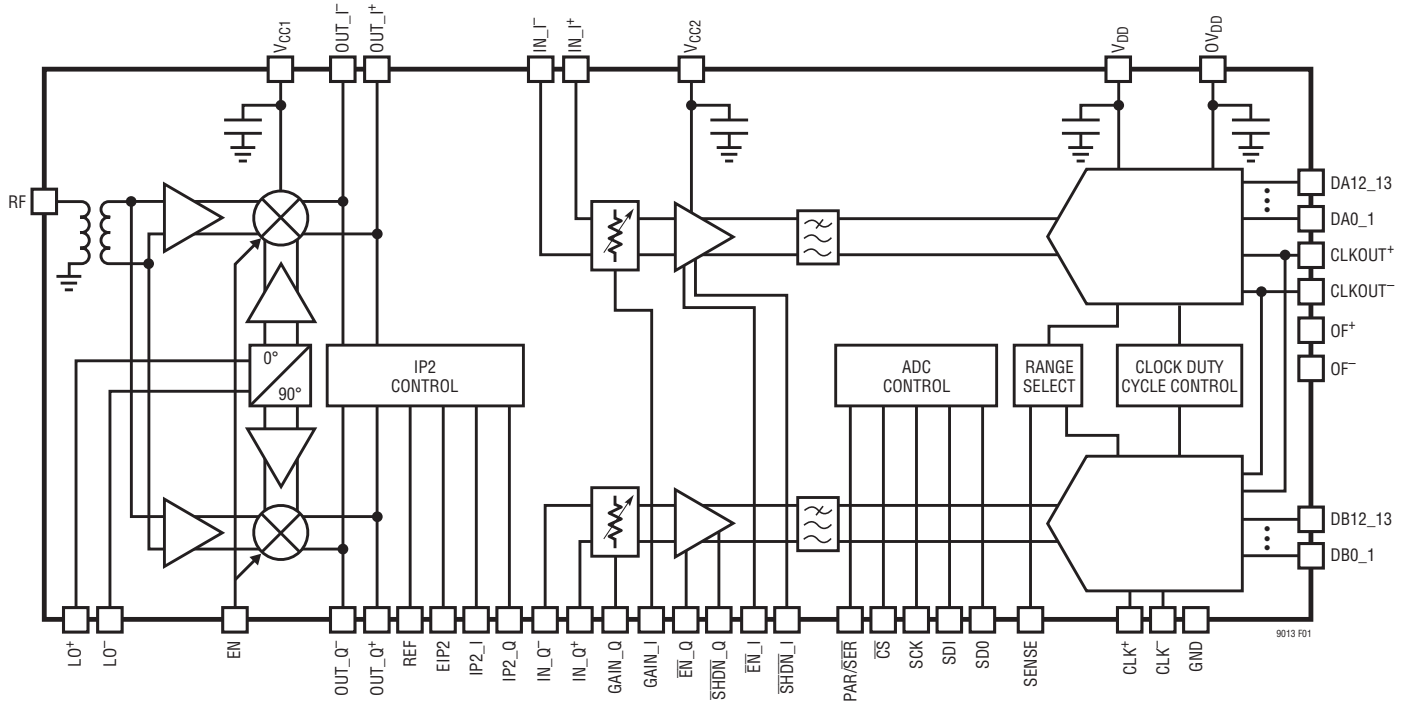 VCC1
OUT_I–
OUT_I+
IN_I–
IN_I+
VCC2
VDD
OVDD
RF
DA12_13
DA0_1
CLKOUT+
CLKOUT–
OF+
OF–
0°
90°
IP2
CONTROL
ADC
CONTROL
RANGE
SELECT
CLOCK DUTY
CYCLE CONTROL
DB12_13
DB0_1
9013 F01
LO+
LO–
EN
OUT_Q–
OUT_Q+
REF
EIP2
IP2_I
IP2_Q
IN_Q–
IN_Q+
GAIN_Q
GAIN_I
EN_Q
SHDN_Q
EN_I
SHDN_I
PAR/SER
CS
SCK
SDI
SDO
SENSE
CLK+
CLK–
GND